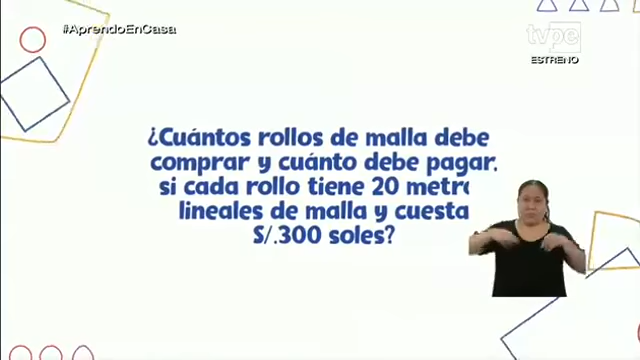 #AprendoEnCasa
tvpe
ESTRENO
¿Cuántos rollos de malla debe
comprar y cuánto debe pagar,
si cada rollo tiene 20 metro
lineales de malla y cuesta
S/.300 soles?